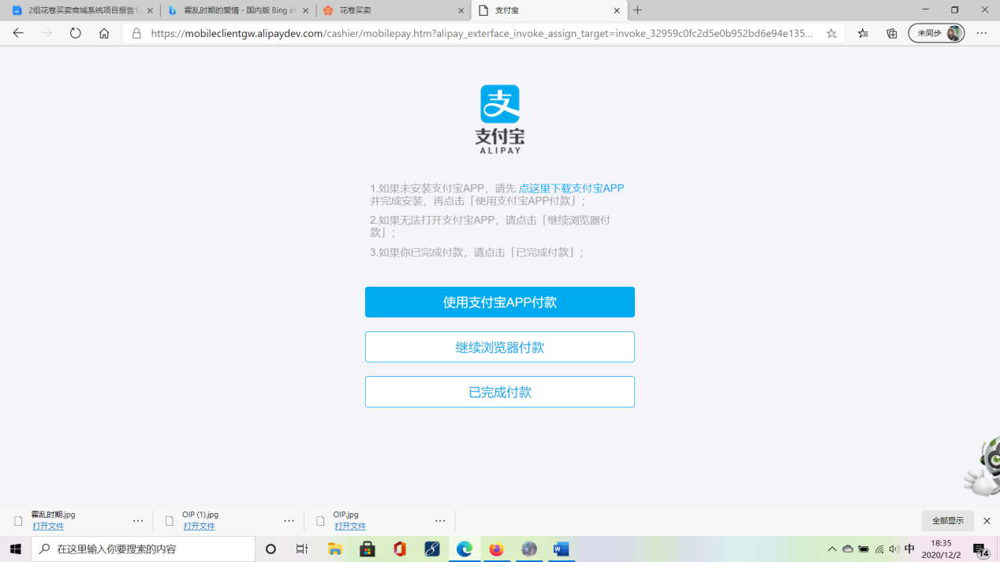 2组花卷买卖商城系统项目报告
霍乱时期的爱情 - 国内版 Bing in
花卷买卖
支付宝
https://mobileclientgw.alipaydev.com/cashier/mobilepay.htm?alipay_exterface_invoke_assign_target=invoke_32959c0fc2d5e0b952bd6e94e135...
未同步
支
支付宝
ALIPAY
1.如果未安装支付宝APP，请先 点这里下载支付宝APP
并完成安装，再点击「使用支付宝APP付款」；
2.如果无法打开支付宝APP，请点击「继续浏览器付
款」；
3.如果你已完成付款，请点击「已完成付款」；
使用支付宝APP付款
继续浏览器付款
已完成付款
霍乱时期.jpg
打开文件
OIP (1).jpg
打开文件
OIP.jpg
打开文件
全部显示
在这里输入你要搜索的内容
中
18:35
2020/12/2
14